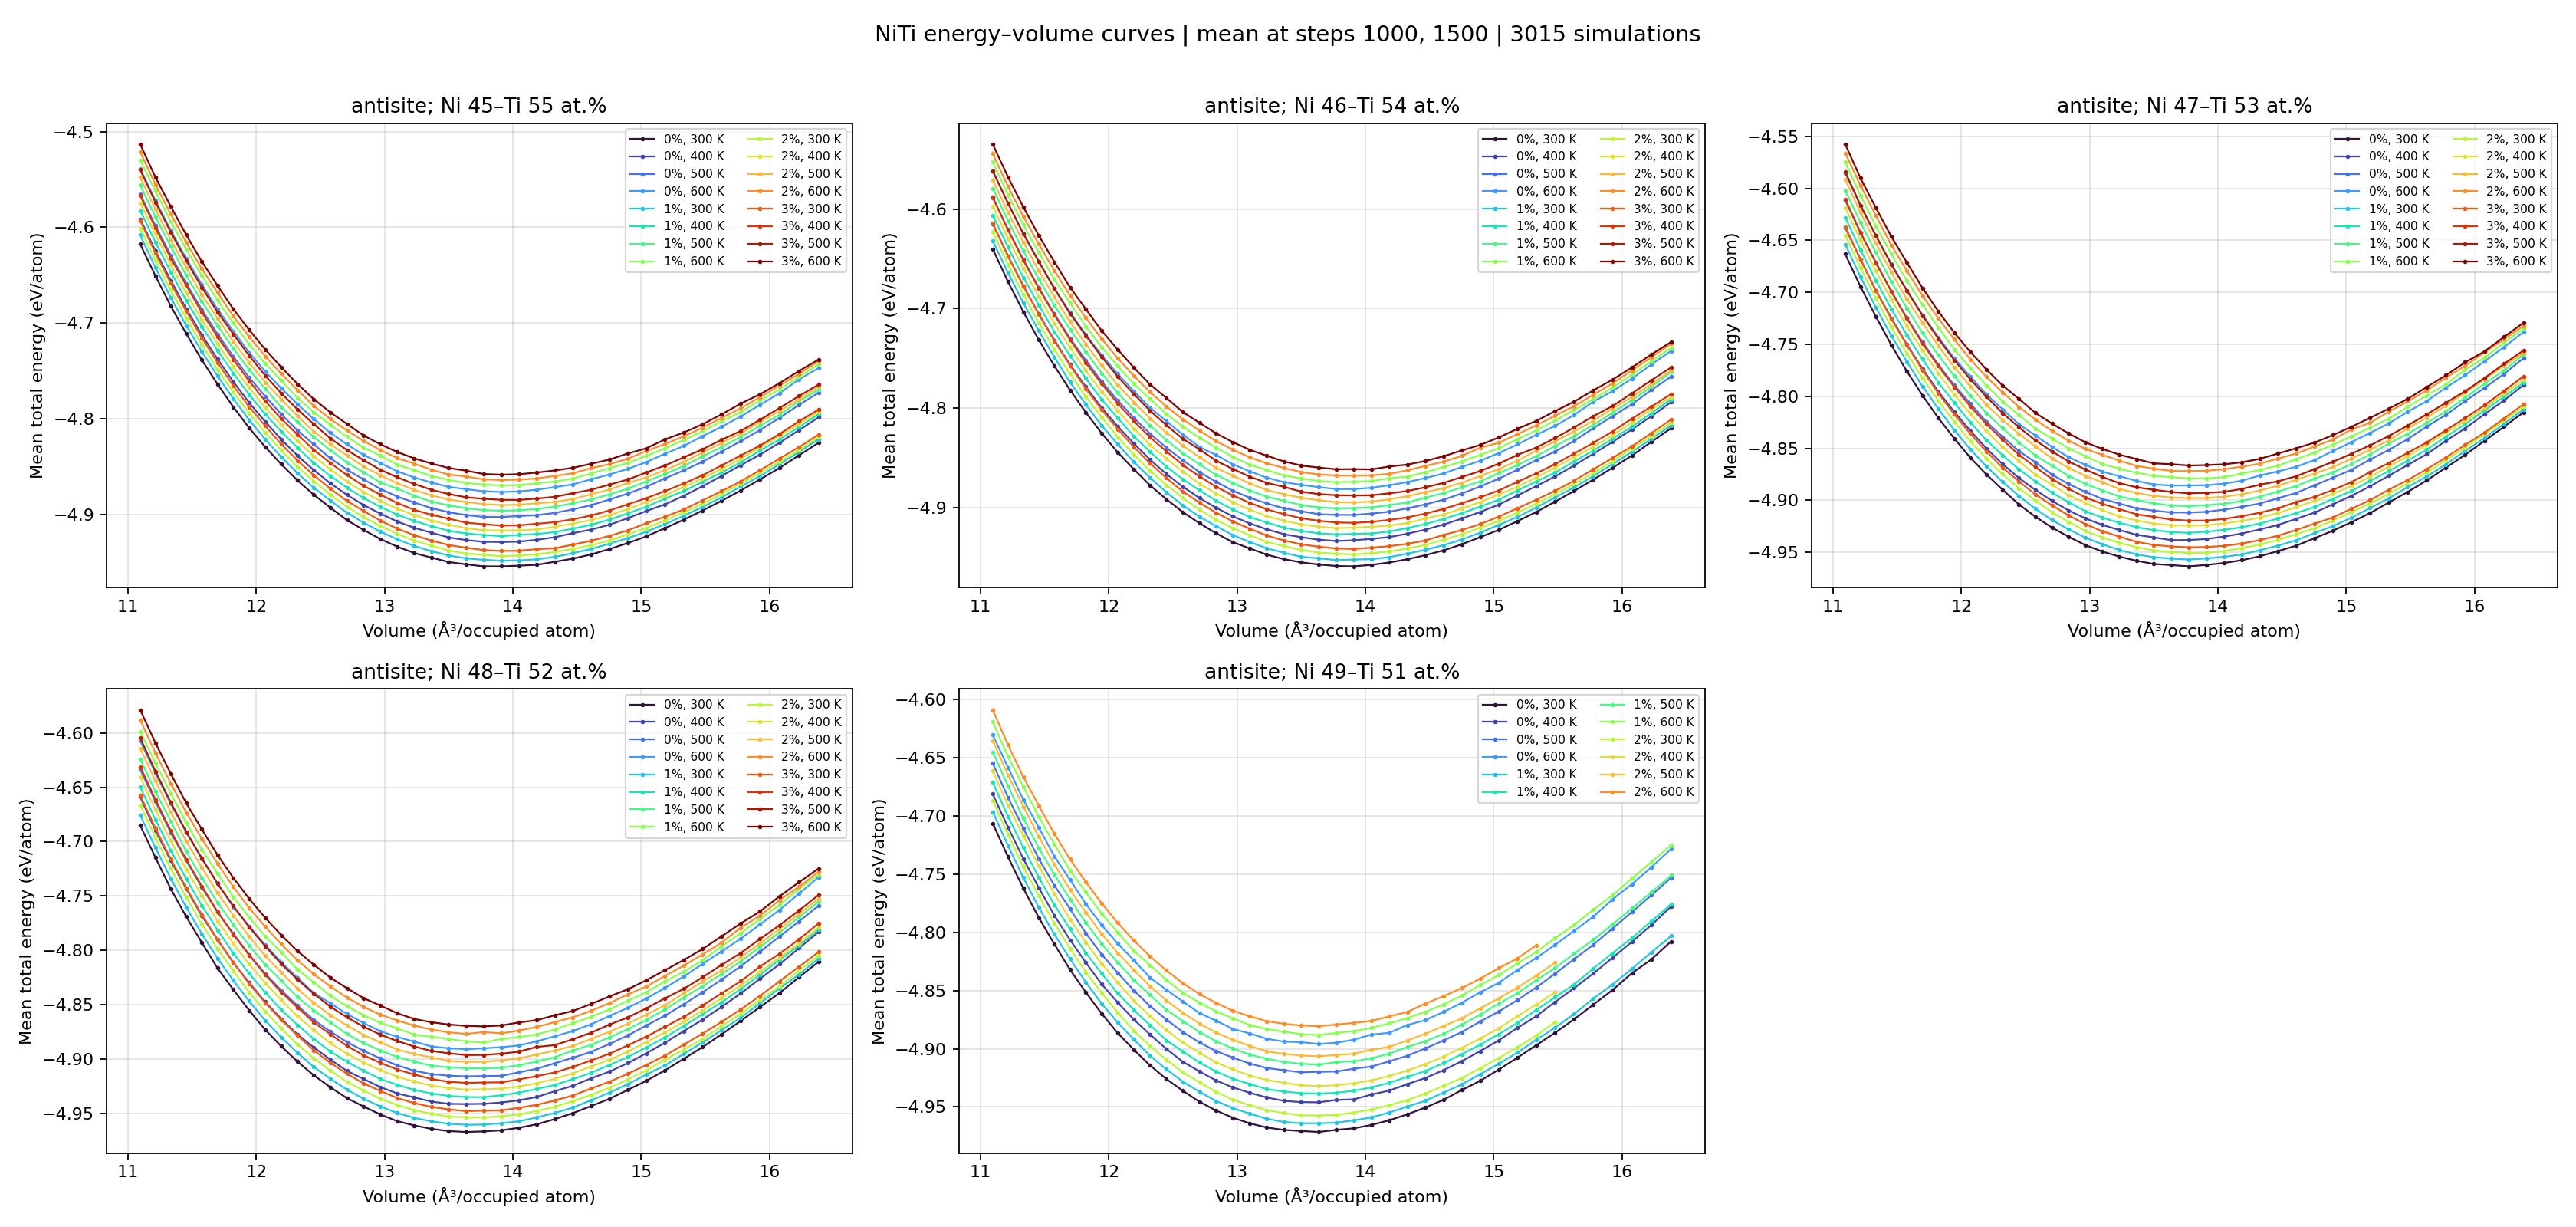 NiTi energy–volume curves | mean at steps 1000, 1500 | 3015 simulations
antisite; Ni 45–Ti 55 at.%
Mean total energy (eV/atom)
−4.5
−4.6
−4.7
−4.8
−4.9
0%, 300 K
0%, 400 K
0%, 500 K
0%, 600 K
1%, 300 K
1%, 400 K
1%, 500 K
1%, 600 K
2%, 300 K
2%, 400 K
2%, 500 K
2%, 600 K
3%, 300 K
3%, 400 K
3%, 500 K
3%, 600 K
11 12 13 14 15 16
Volume (Å³/occupied atom)
antisite; Ni 46–Ti 54 at.%
Mean total energy (eV/atom)
−4.6
−4.7
−4.8
−4.9
0%, 300 K
0%, 400 K
0%, 500 K
0%, 600 K
1%, 300 K
1%, 400 K
1%, 500 K
1%, 600 K
2%, 300 K
2%, 400 K
2%, 500 K
2%, 600 K
3%, 300 K
3%, 400 K
3%, 500 K
3%, 600 K
11 12 13 14 15 16
Volume (Å³/occupied atom)
antisite; Ni 47–Ti 53 at.%
Mean total energy (eV/atom)
−4.55
−4.60
−4.65
−4.70
−4.75
−4.80
−4.85
−4.90
−4.95
0%, 300 K
0%, 400 K
0%, 500 K
0%, 600 K
1%, 300 K
1%, 400 K
1%, 500 K
1%, 600 K
2%, 300 K
2%, 400 K
2%, 500 K
2%, 600 K
3%, 300 K
3%, 400 K
3%, 500 K
3%, 600 K
11 12 13 14 15 16
Volume (Å³/occupied atom)
antisite; Ni 48–Ti 52 at.%
Mean total energy (eV/atom)
−4.60
−4.65
−4.70
−4.75
−4.80
−4.85
−4.90
−4.95
0%, 300 K
0%, 400 K
0%, 500 K
0%, 600 K
1%, 300 K
1%, 400 K
1%, 500 K
1%, 600 K
2%, 300 K
2%, 400 K
2%, 500 K
2%, 600 K
3%, 300 K
3%, 400 K
3%, 500 K
3%, 600 K
11 12 13 14 15 16
Volume (Å³/occupied atom)
antisite; Ni 49–Ti 51 at.%
Mean total energy (eV/atom)
−4.60
−4.65
−4.70
−4.75
−4.80
−4.85
−4.90
−4.95
0%, 300 K
0%, 400 K
0%, 500 K
0%, 600 K
1%, 300 K
1%, 400 K
1%, 500 K
1%, 600 K
2%, 300 K
2%, 400 K
2%, 500 K
2%, 600 K
11 12 13 14 15 16
Volume (Å³/occupied atom)